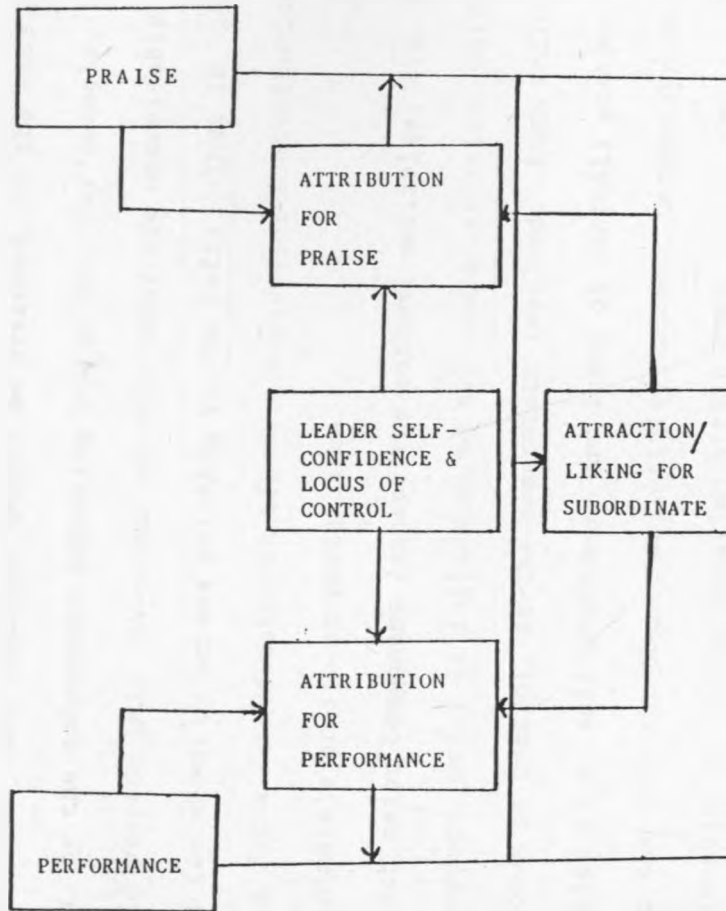 PRAISE
ATTRIBUTION
FOR
PRAISE
LEADER SELF-
CONFIDENCE &
LOCUS OF
CONTROL
ATTRACTION/
LIKING FOR
SUBORDINATE
ATTRIBUTION
FOR
PERFORMANCE
PERFORMANCE